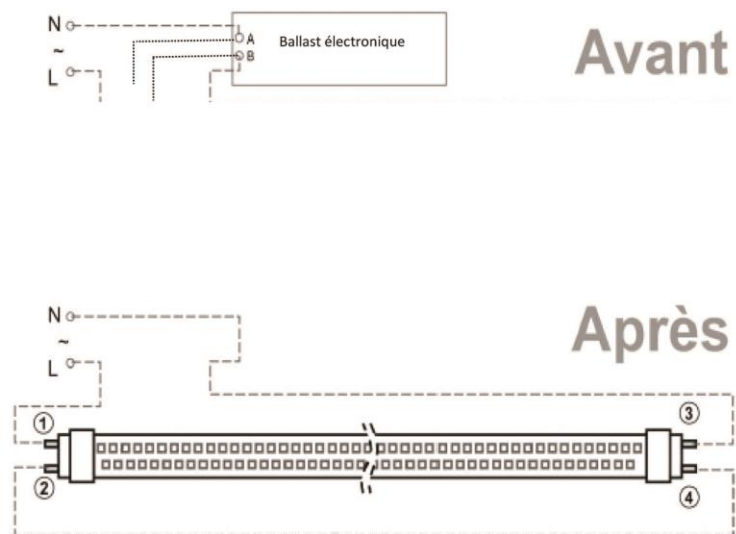 N
A Ballast électronique
Avant
~
B
L
N
Après
~
L
① ③
② ④